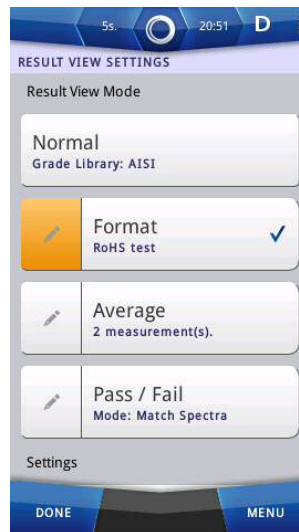 5s. 20:51 D
RESULT VIEW SETTINGS
Result View Mode
Normal
Grade Library: AISI
Format
RoHS test
Average
2 measurement(s).
Pass / Fail
Mode: Match Spectra
Settings
DONE MENU